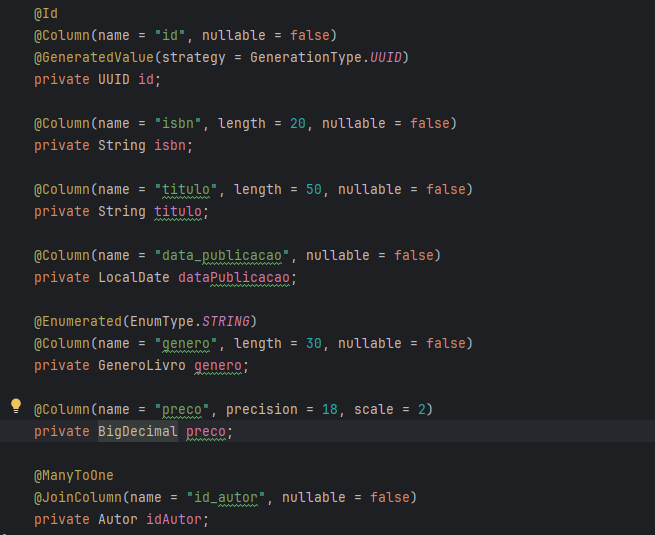 @Id
@Column(name = "id", nullable = false)
@GeneratedValue(strategy = GenerationType.UUID)
private UUID id;
@Column(name = "isbn", length = 20, nullable = false)
private String isbn;
@Column(name = "titulo", length = 50, nullable = false)
private String titulo;
@Column(name = "data_publicacao", nullable = false)
private LocalDate dataPublicacao;
@Enumerated(EnumType.STRING)
@Column(name = "genero", length = 30, nullable = false)
private GeneroLivro genero;
@Column(name = "preco", precision = 18, scale = 2)
private BigDecimal preco;
@ManyToOne
@JoinColumn(name = "id_autor", nullable = false)
private Autor idAutor;